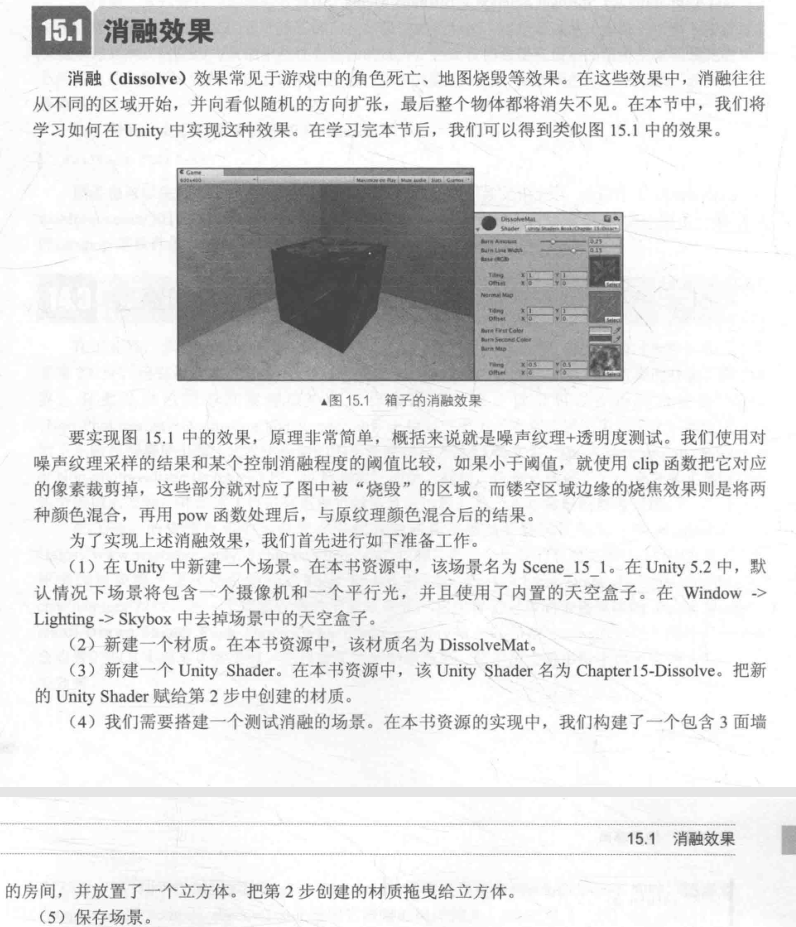 15.1 消融效果
消融（dissolve）效果常见于游戏中的角色死亡、地图烧毁等效果。在这些效果中，消融往往
从不同的区域开始，并向看似随机的方向扩张，最后整个物体都将消失不见。在本节中，我们将
学习如何在 Unity 中实现这种效果。在学习完本节后，我们可以得到类似图 15.1 中的效果。
Game
Maximize on Play Mute audio Stats Gizmos
DissolveMat
Shader
Burn Amount 0.25
Burn Line Width 0.15
Base (RGB)
Tiling X 1 Y 1
Offset X 0 Y 0 Select
Normal Map
Tiling X 1 Y 1
Offset X 0 Y 0 Select
Burn First Color
Burn Second Color
Burn Map
Tiling X 0.5 Y 0.5
Offset X 0 Y 0 Select
▲图 15.1 箱子的消融效果
要实现图 15.1 中的效果，原理非常简单，概括来说就是噪声纹理+透明度测试。我们使用对
噪声纹理采样的结果和某个控制消融程度的阈值比较，如果小于阈值，就使用 clip 函数把它对应
的像素裁剪掉，这些部分就对应了图中被“烧毁”的区域。而镂空区域边缘的烧焦效果则是将两
种颜色混合，再用 pow 函数处理后，与原纹理颜色混合后的结果。
为了实现上述消融效果，我们首先进行如下准备工作。
（1）在 Unity 中新建一个场景。在本书资源中，该场景名为 Scene_15_1。在 Unity 5.2 中，默
认情况下场景将包含一个摄像机和一个平行光，并且使用了内置的天空盒子。在 Window ->
Lighting -> Skybox 中去掉场景中的天空盒子。
（2）新建一个材质。在本书资源中，该材质名为 DissolveMat。
（3）新建一个 Unity Shader。在本书资源中，该 Unity Shader 名为 Chapter15-Dissolve。把新
的 Unity Shader 赋给第 2 步中创建的材质。
（4）我们需要搭建一个测试消融的场景。在本书资源的实现中，我们构建了一个包含 3 面墙
15.1 消融效果
的房间，并放置了一个立方体。把第 2 步创建的材质拖曳给立方体。
（5）保存场景。